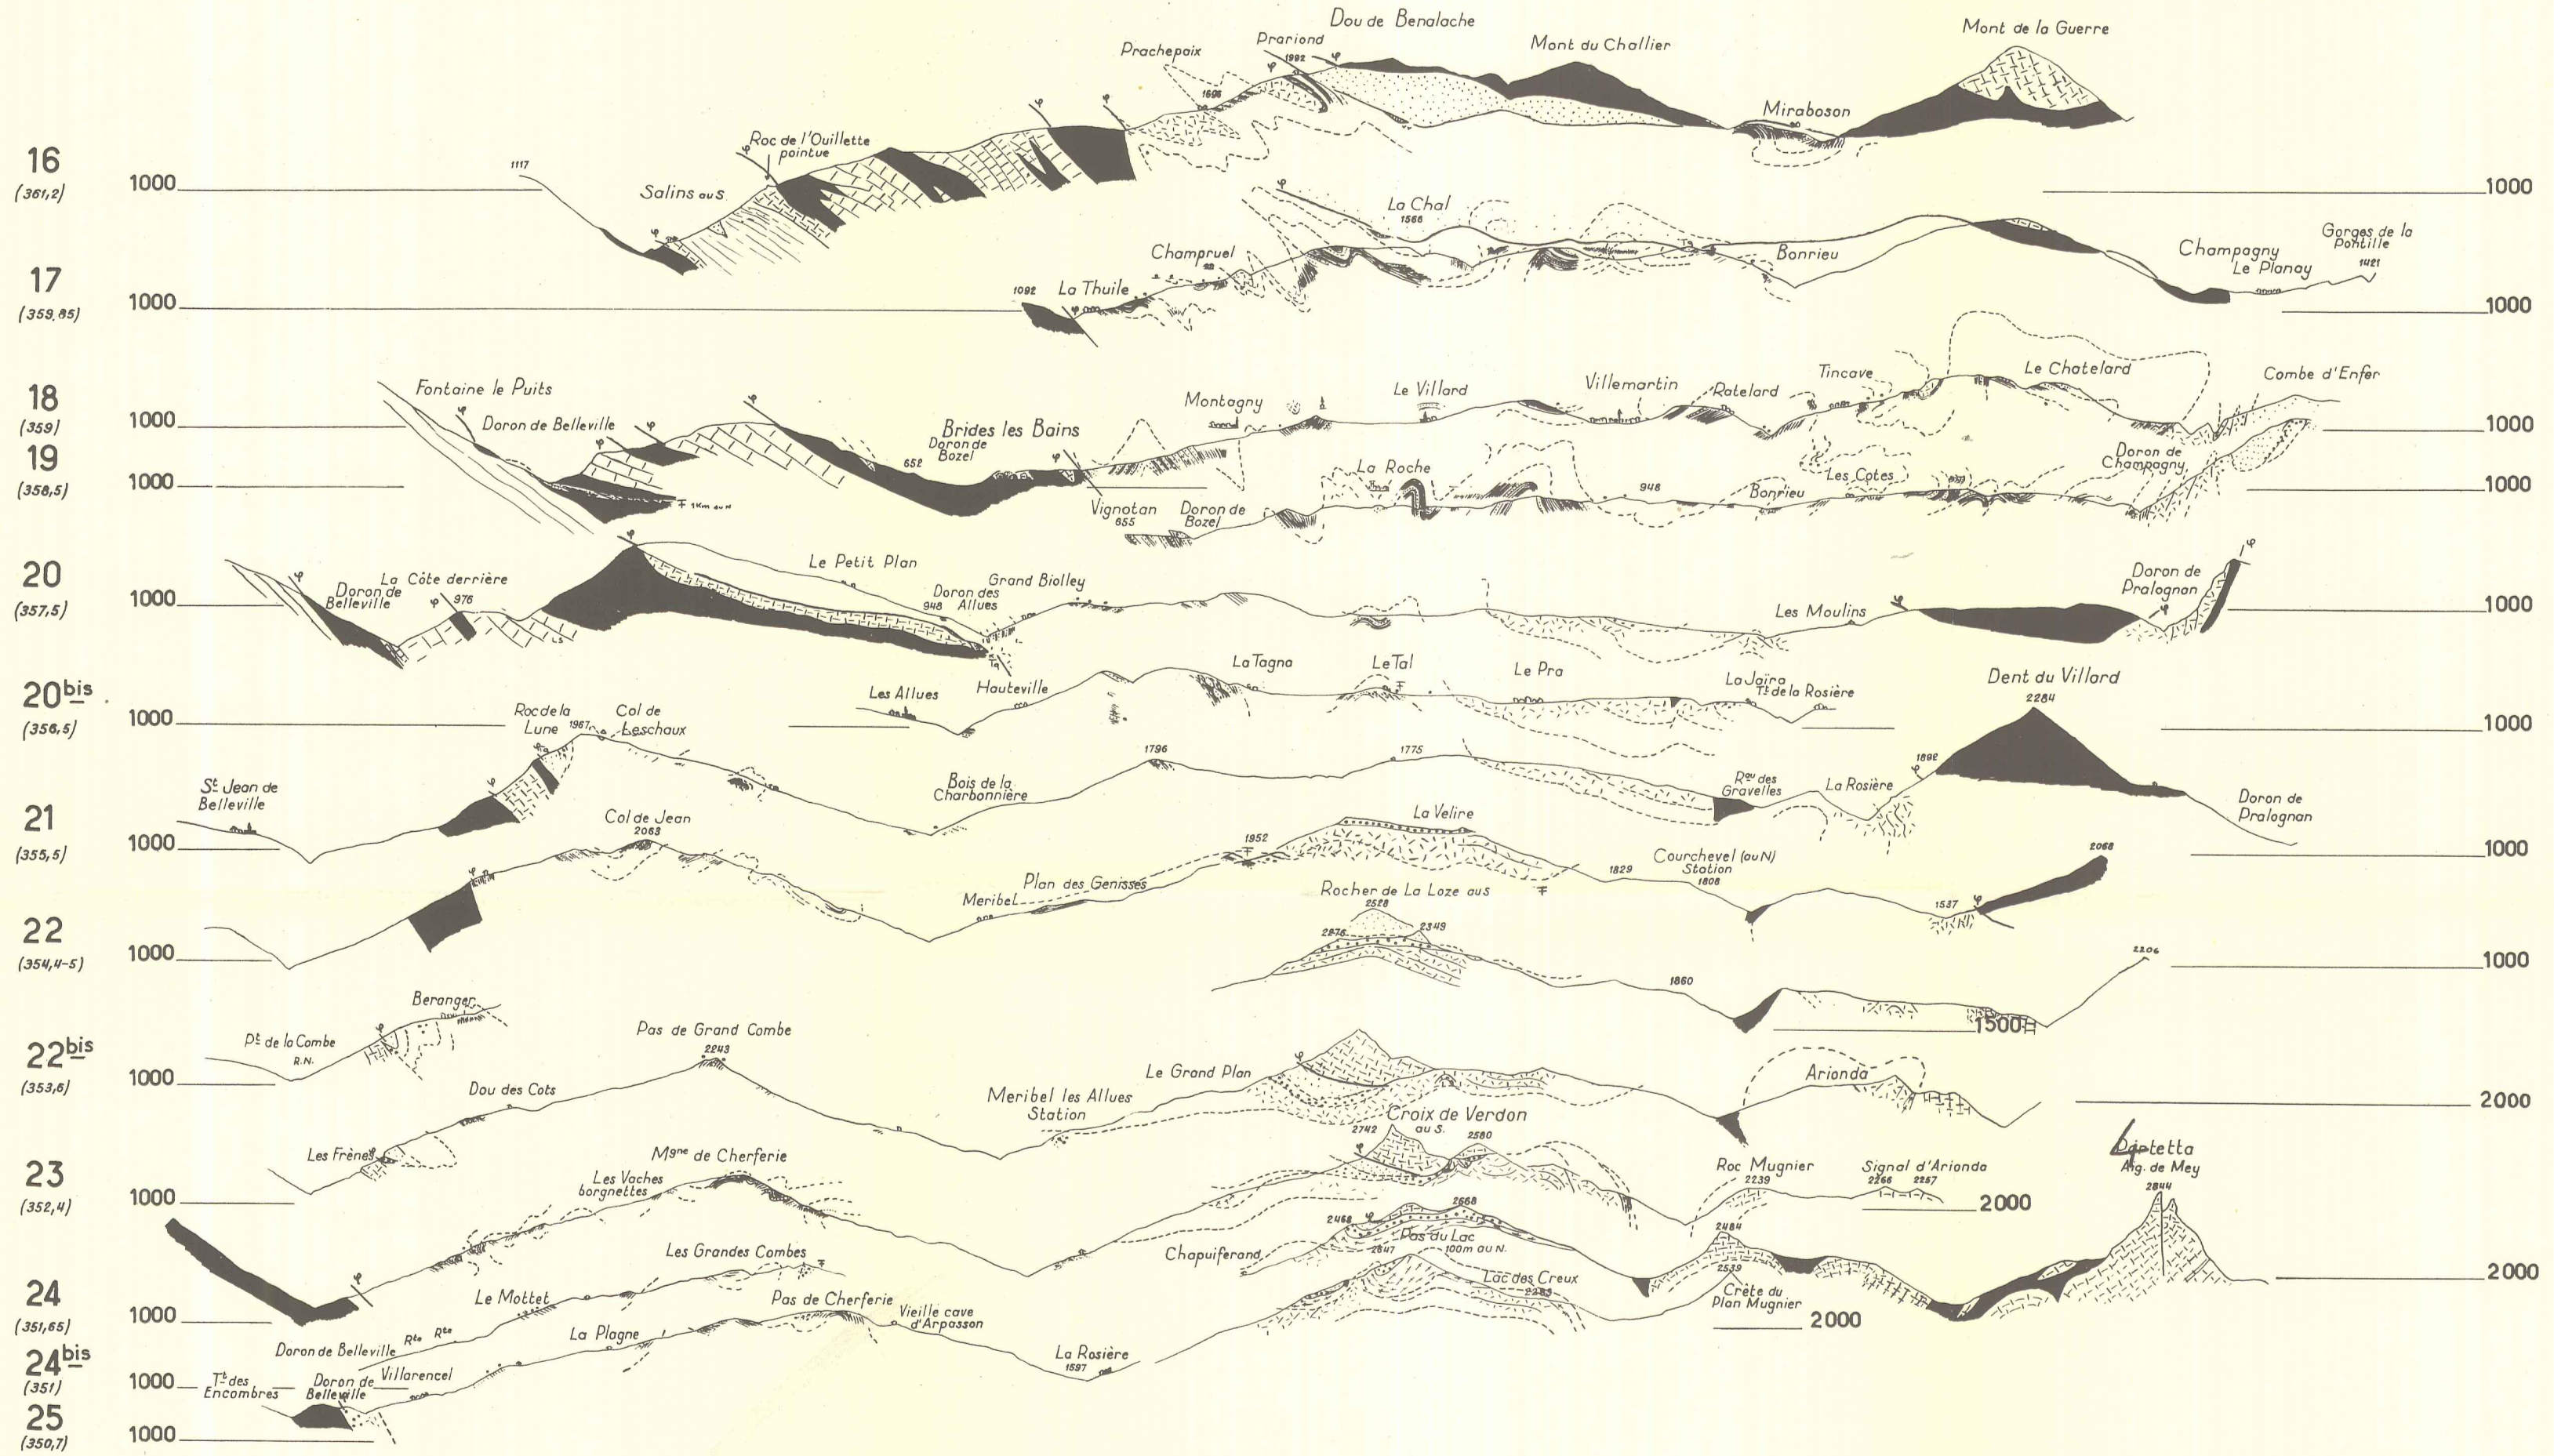 Dou de Benalache
Prariond
1992
φ
Prachepaix
1696
Mont du Challier
Mont de la Guerre
Miraboson
Roc de l'Ouillette
pointue
1117
Salins au S
16
(361,2)
1000
1000
La Chal
1566
Champruel
1092
La Thuile
Bonrieu
Champagny
Le Planay
Gorges de la
Pontille
1421
17
(359,85)
1000
1000
Fontaine le Puits
Doron de Belleville
Brides les Bains
Doron de
Bozel
652
Montagny
Le Villard
Villemartin
Ratelard
Tincave
Le Chatelard
Combe d'Enfer
18
(359)
1000
1000
∓ 1Km au N
19
(358,5)
1000
1000
Vignotan
655
Doron de
Bozel
La Roche
948
Bonrieu
Les Cotes
Doron de
Champagny
20
(357,5)
1000
1000
Doron de
Belleville
La Côte derrière
976
LS
Le Petit Plan
948
Doron des
Allues
Grand Biolley
Tq
Les Moulins
Doron de
Pralognan
20 bis
(356,5)
1000
1000
Les Allues
Hauteville
La Tagna
Le Tal
Le Pra
La Jaïra
Tt de la Rosière
21
(355,5)
1000
1000
St Jean de
Belleville
Roc de la
Lune
1967
Col de
Leschaux
Bois de la
Charbonnière
1796
1775
Rau des
Gravelles
La Rosière
1892
Dent du Villard
2284
Doron de
Pralognan
22
(354,4-5)
1000
1000
Col de Jean
2063
Meribel
Plan des Genisses
1952
La Velire
1829
Courchevel (au N)
Station
1808
1537
2068
22 bis
(353,6)
1000
Pt de la Combe
R.N.
Beranger
Rocher de La Loze au S
2528
2276
2349
1860
1500
2206
23
(352,4)
1000
2000
Les Frênes
Dou des Cots
Pas de Grand Combe
2243
Meribel les Allues
Station
Le Grand Plan
Arionda
24
(351,65)
1000
2000
Les Vaches
borgnettes
Mgne de Cherferie
Croix de Verdon
au S.
2742
2580
Roc Mugnier
2239
Signal d'Arionda
2266
2257
2000
24 bis
(351)
1000
Doron de Belleville
Rte
Rte
Le Mottet
Les Grandes Combes
Chapuiferand
2468
2668
Pas du Lac
100m au N.
2484
Aig. de Mey
2844
25
(350,7)
1000
Tt des
Encombres
Doron de
Belleville
Villarencel
La Plagne
Pas de Cherferie
Vieille cave
d'Arpasson
La Rosière
1597
2647
Lac des Creux
2539
Crête du
Plan Mugnier
2000